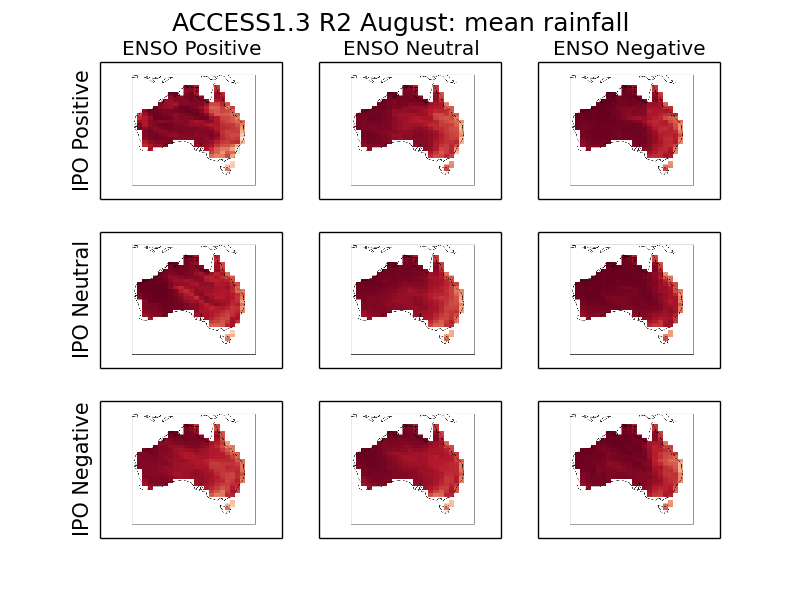 ACCESS1.3 R2 August: mean rainfall
ENSO Positive
ENSO Neutral
ENSO Negative
IPO Positive
IPO Neutral
IPO Negative